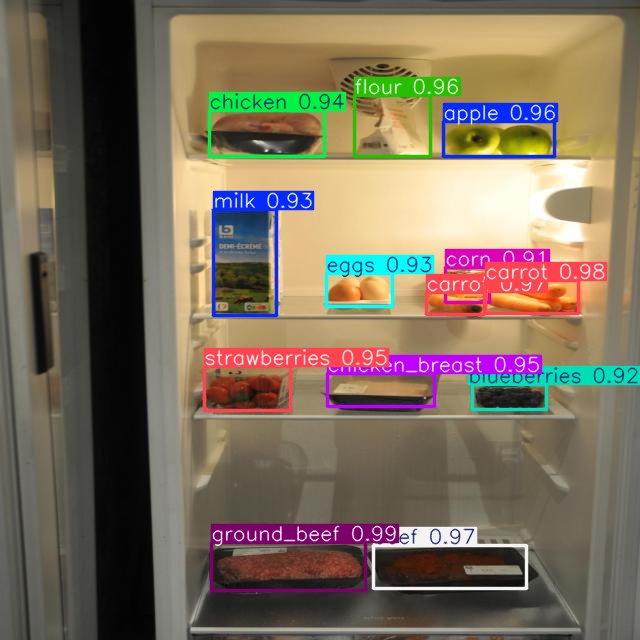 flour 0.96
chicken 0.94
apple 0.96
milk 0.93
b
DEMI-ÉCRÉMÉ
eggs 0.93
corn 0.91
carrot 0.98
carro 0.97
strawberries 0.95
chicken_breast 0.95
blueberries 0.92
ground_beef 0.99
ef 0.97